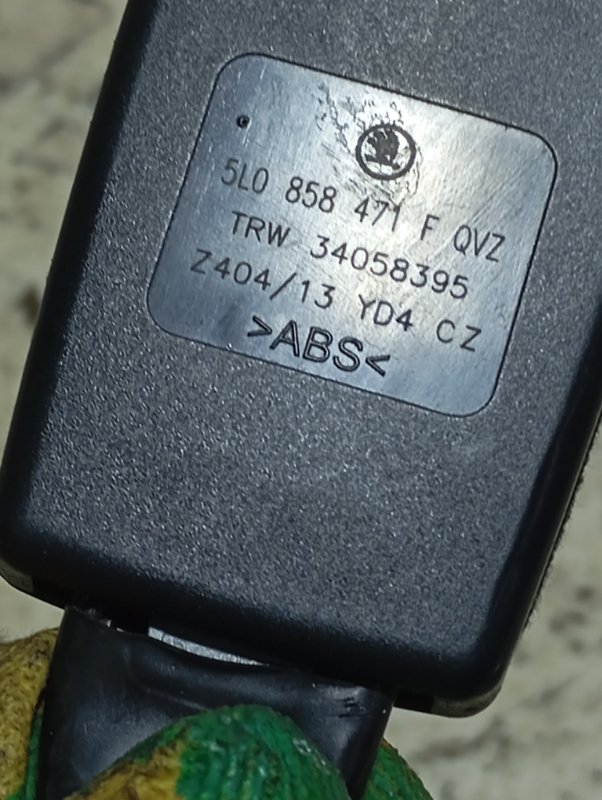 5L0 858 471 F QVZ
TRW 34058395
Z404/13 YD4 CZ
>ABS<